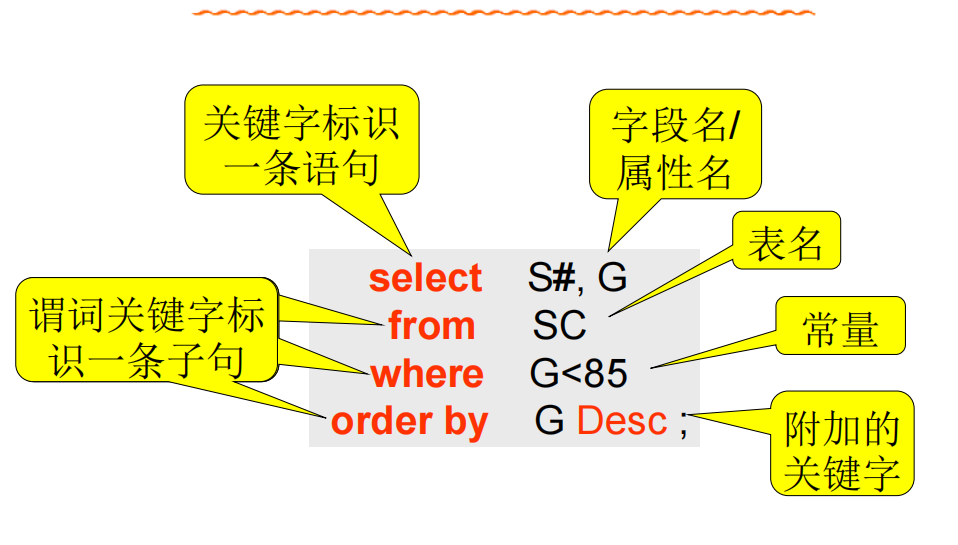 关键字标识
一条语句
字段名/
属性名
表名
select S#, G
谓词关键字标
识一条子句
from SC
常量
where G<85
order by G Desc ;
附加的
关键字